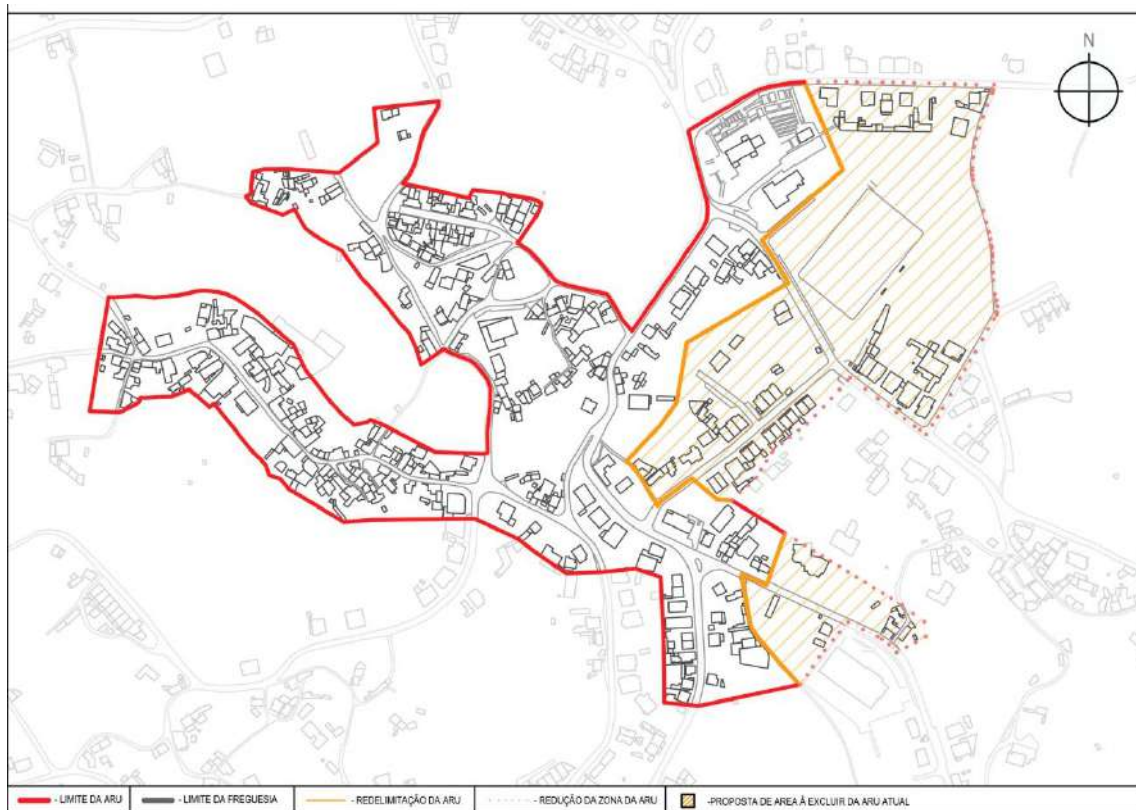 N
- LIMITE DA ARU
- LIMITE DA FREGUESIA
- REDELIMITAÇÃO DA ARU
- REDUÇÃO DA ZONA DA ARU
-PROPOSTA DE AREA À EXCLUIR DA ARU ATUAL